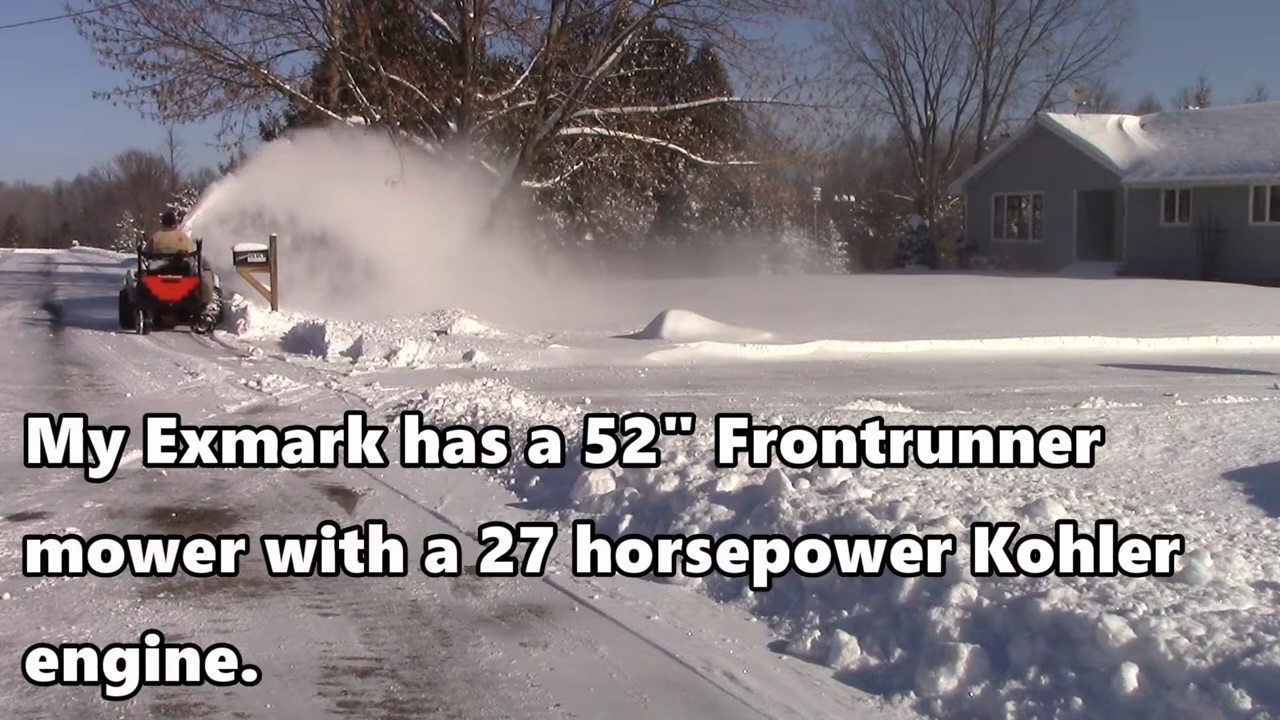 My Exmark has a 52" Frontrunner
mower with a 27 horsepower Kohler
engine.